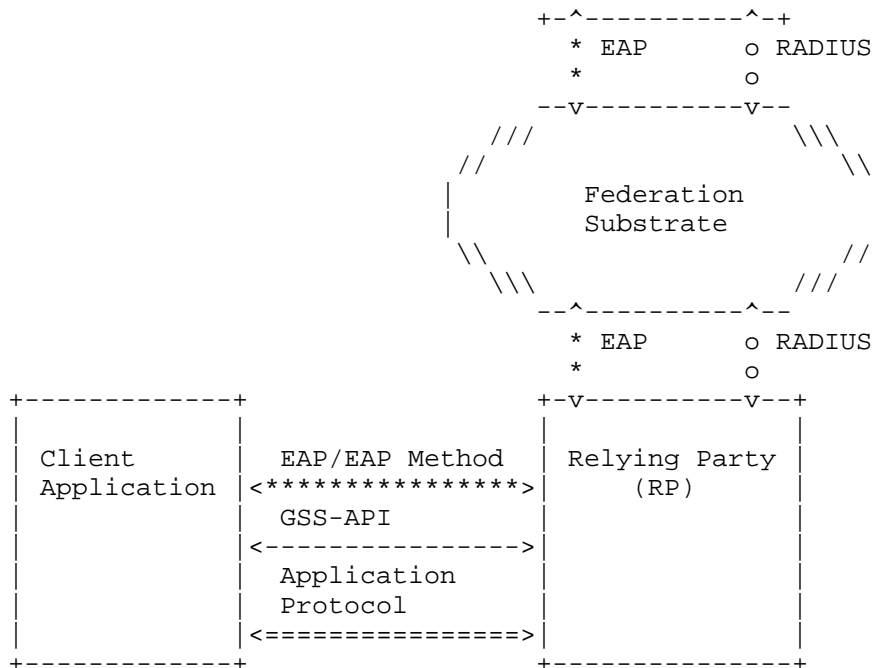 * EAP o RADIUS
* o
Federation
Substrate
* EAP o RADIUS
* o
Client EAP/EAP Method Relying Party
Application <****************> (RP)
GSS-API
<---------------->
Application
Protocol
<================>